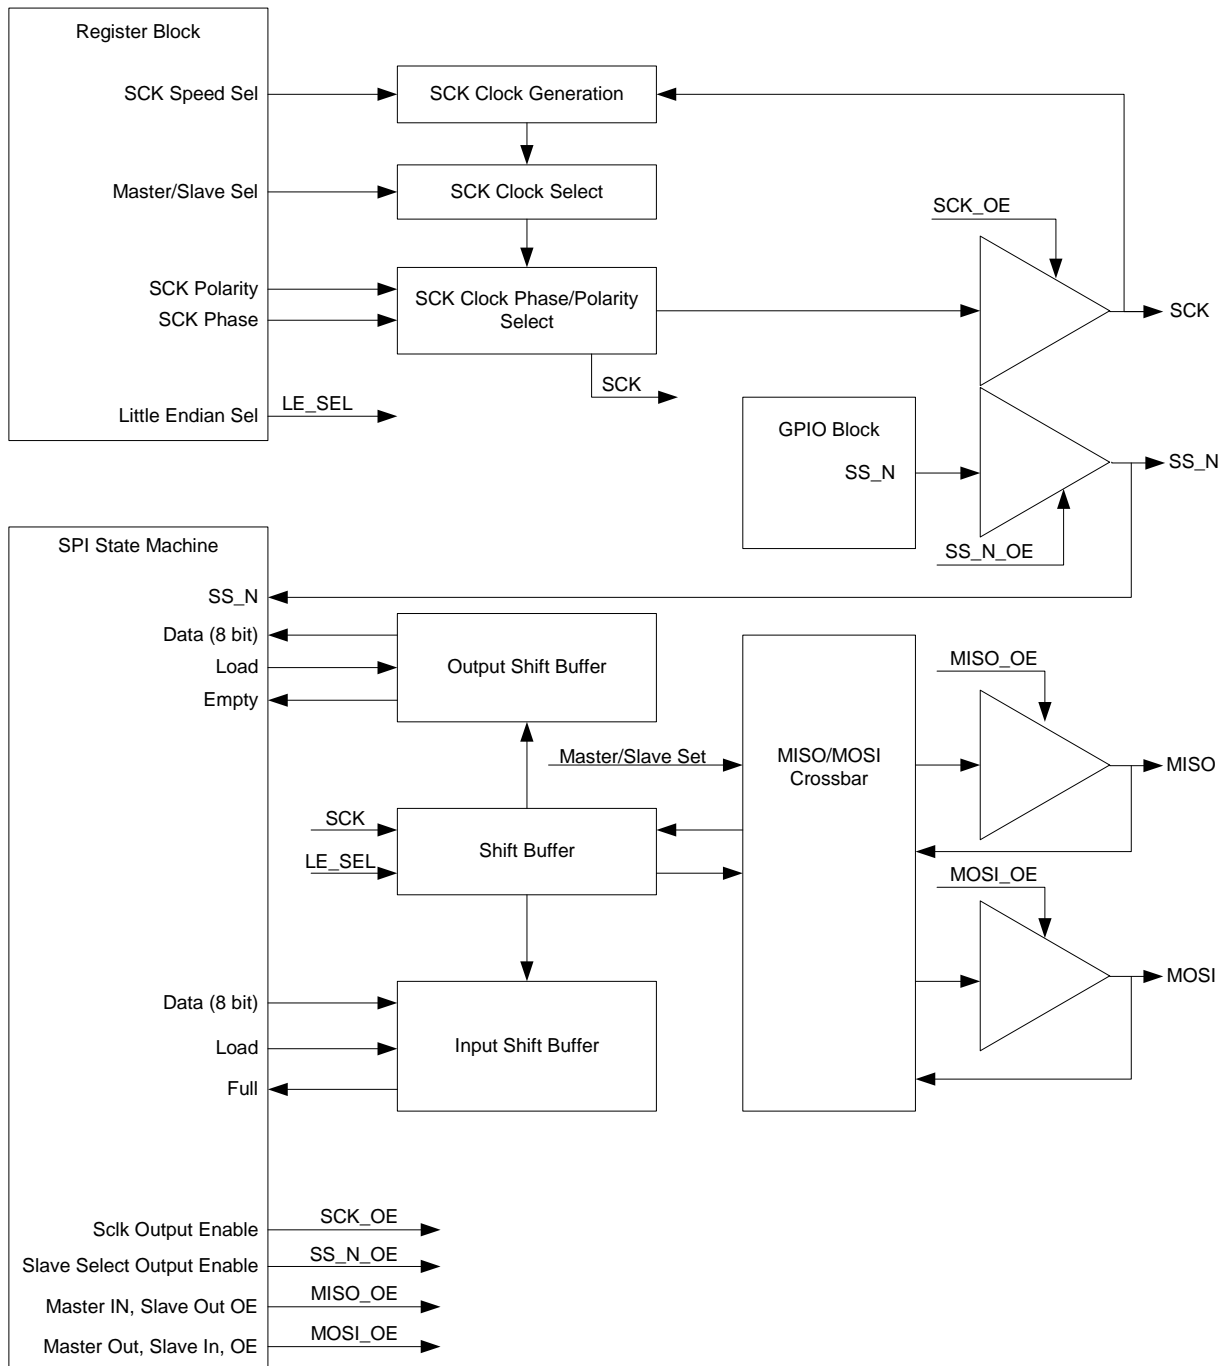 Register Block
SCK Speed Sel
SCK Clock Generation
Master/Slave Sel
SCK Clock Select
SCK_OE
SCK Polarity
SCK Phase
SCK Clock Phase/Polarity
Select
SCK
SCK
Little Endian Sel
LE_SEL
GPIO Block
SS_N
SS_N
SS_N_OE
SPI State Machine
SS_N
Data (8 bit)
Load
Empty
Output Shift Buffer
MISO_OE
Master/Slave Set
MISO/MOSI
Crossbar
MISO
SCK
LE_SEL
Shift Buffer
MOSI_OE
MOSI
Data (8 bit)
Load
Full
Input Shift Buffer
Sclk Output Enable
SCK_OE
Slave Select Output Enable
SS_N_OE
Master IN, Slave Out OE
MISO_OE
Master Out, Slave In, OE
MOSI_OE